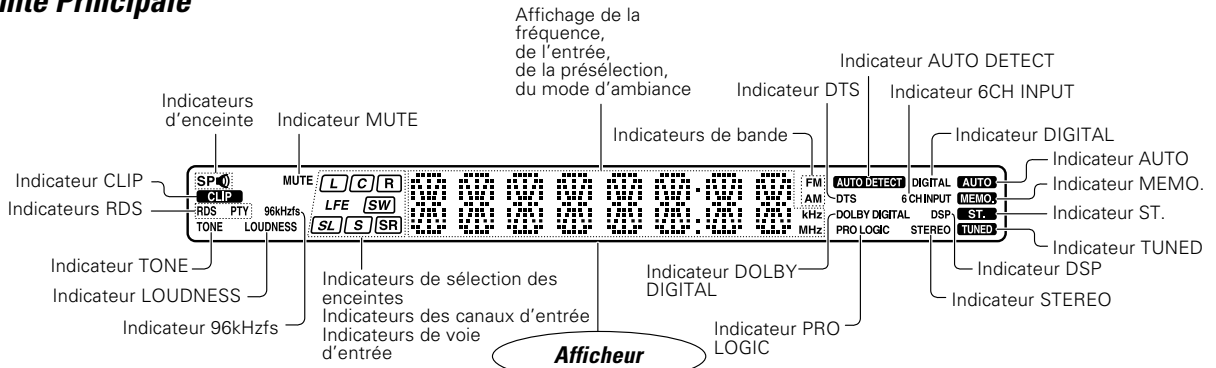 nité Principale
Affichage de la
fréquence,
de l'entrée,
de la présélection,
du mode d'ambiance
Indicateur AUTO DETECT
Indicateur DTS
Indicateur 6CH INPUT
Indicateurs
d'enceinte
Indicateur MUTE
Indicateurs de bande
Indicateur DIGITAL
Indicateur AUTO
Indicateur CLIP
Indicateur MEMO.
Indicateurs RDS
Indicateur ST.
Indicateur TUNED
SP MUTE L C R FM AUTO DETECT DIGITAL AUTO
CLIP LFE SW AM DTS 6 CH INPUT MEMO.
RDS PTY 96kHzfs kHz DOLBY DIGITAL DSP ST.
TONE LOUDNESS SL S SR MHz PRO LOGIC STEREO TUNED
Indicateur TONE
Indicateur LOUDNESS
Indicateur 96kHzfs
Indicateurs de sélection des
enceintes
Indicateurs des canaux d'entrée
Indicateurs de voie
d'entrée
Indicateur DOLBY
DIGITAL
Indicateur DSP
Indicateur STEREO
Indicateur PRO
LOGIC
Afficheur